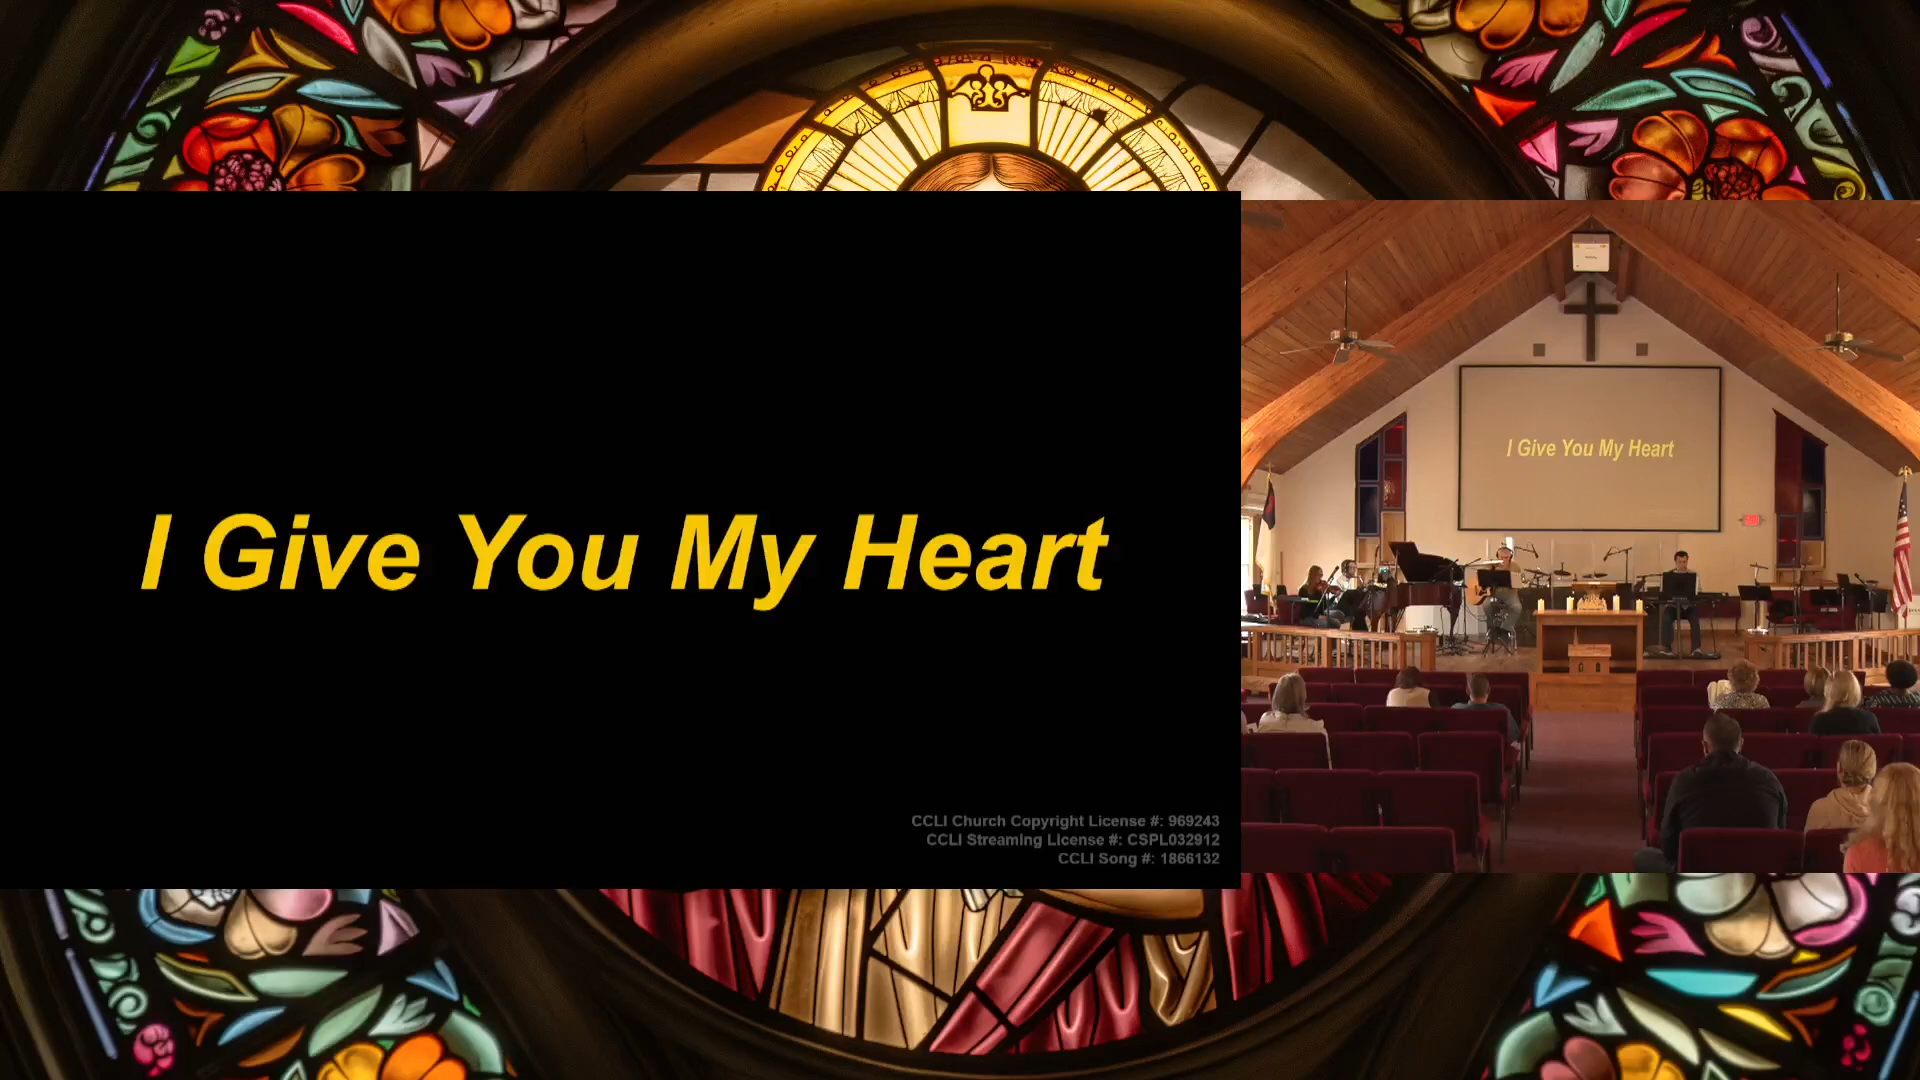 I Give You My Heart
CCLI Church Copyright License #: 969243
CCLI Streaming License #: CSPL032912
CCLI Song #: 1866132
I Give You My Heart